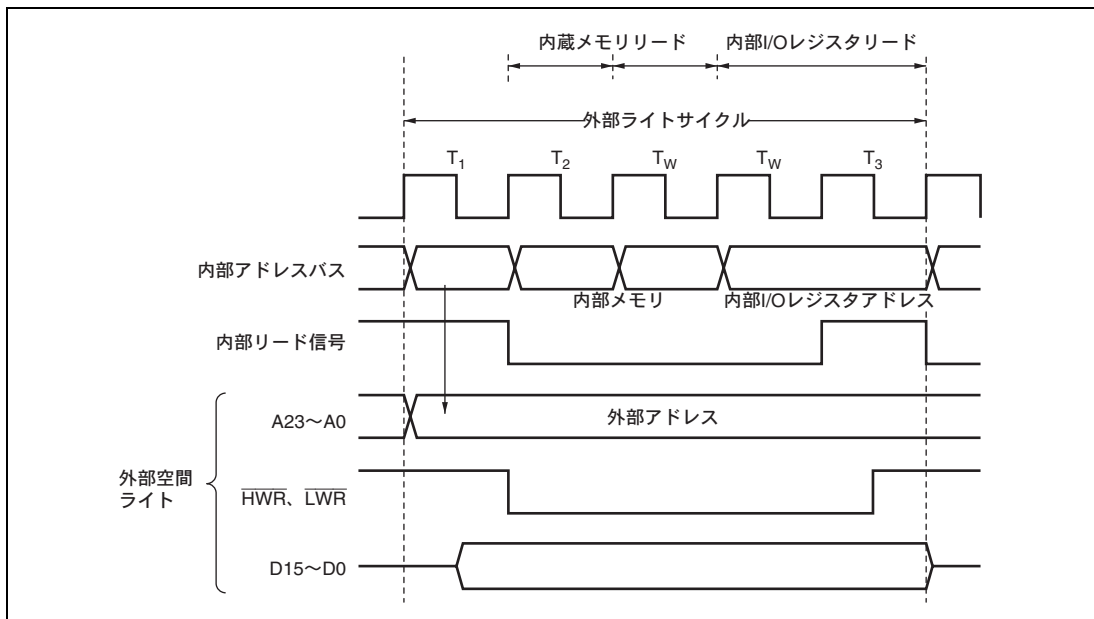 内蔵メモリリード 内部I/Oレジスタリード
外部ライトサイクル
T1 T2 TW TW T3
内部アドレスバス
内部メモリ 内部I/Oレジスタアドレス
内部リード信号
A23～A0 外部アドレス
外部空間
ライト
HWR、LWR
D15～D0